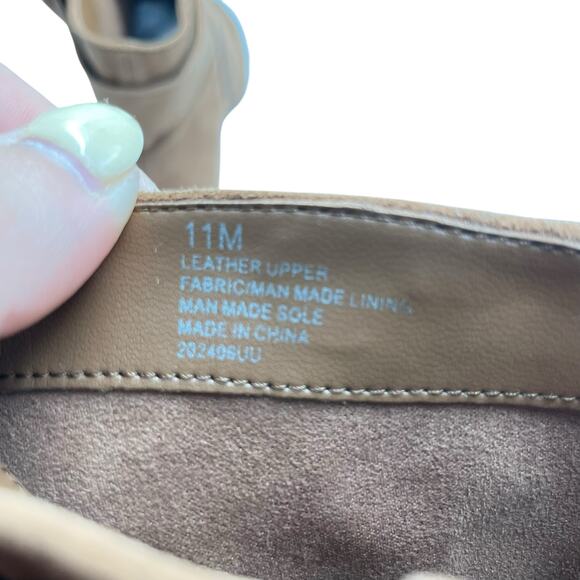 11M
LEATHER UPPER
FABRIC/MAN MADE LINING
MAN MADE SOLE
MADE IN CHINA
202406UU